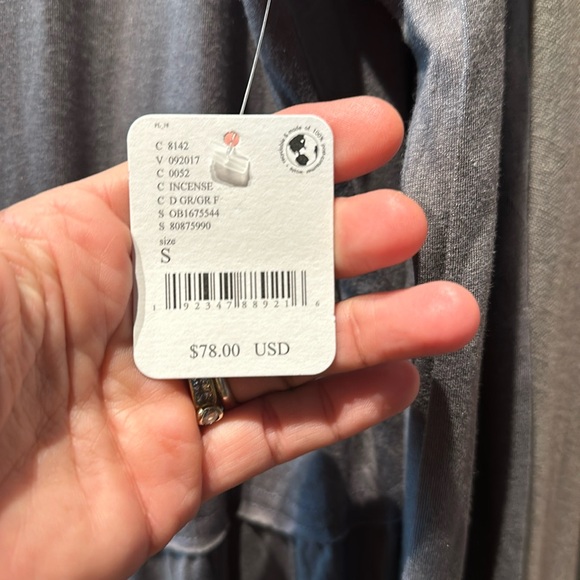 C 8142
V 092017
C 0052
C INCENSE
C D GR/GR F
S OB1675544
S 80875990
size
S
1 92347 88921 6
$78.00 USD